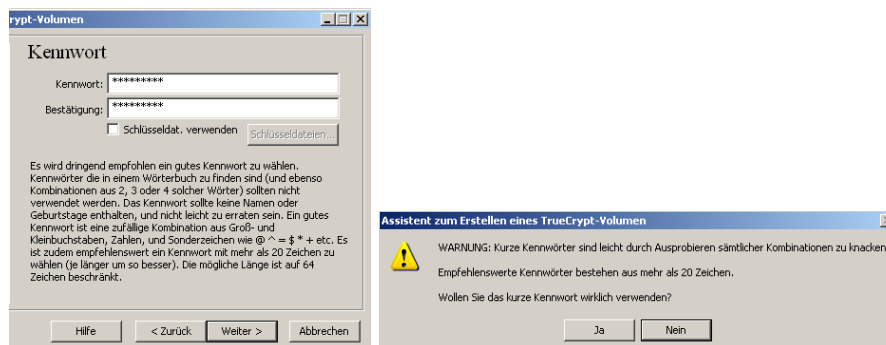 rypt-Volumen
Kennwort
Kennwort: *********
Bestätigung: *********
Schlüsseldat. verwenden Schlüsseldateien...
Es wird dringend empfohlen ein gutes Kennwort zu wählen.
Kennwörter die in einem Wörterbuch zu finden sind (und ebenso
Kombinationen aus 2, 3 oder 4 solcher Wörter) sollten nicht
verwendet werden. Das Kennwort sollte keine Namen oder
Geburtstage enthalten, und nicht leicht zu erraten sein. Ein gutes
Kennwort ist eine zufällige Kombination aus Groß- und
Kleinbuchstaben, Zahlen, und Sonderzeichen wie @ ^ = $ * + etc. Es
ist zudem empfehlenswert ein Kennwort mit mehr als 20 Zeichen zu
wählen (je länger um so besser). Die mögliche Länge ist auf 64
Zeichen beschränkt.
Hilfe < Zurück Weiter > Abbrechen
Assistent zum Erstellen eines TrueCrypt-Volumen
WARNUNG: Kurze Kennwörter sind leicht durch Ausprobieren sämtlicher Kombinationen zu knacken
Empfehlenswerte Kennwörter bestehen aus mehr als 20 Zeichen.
Wollen Sie das kurze Kennwort wirklich verwenden?
Ja Nein